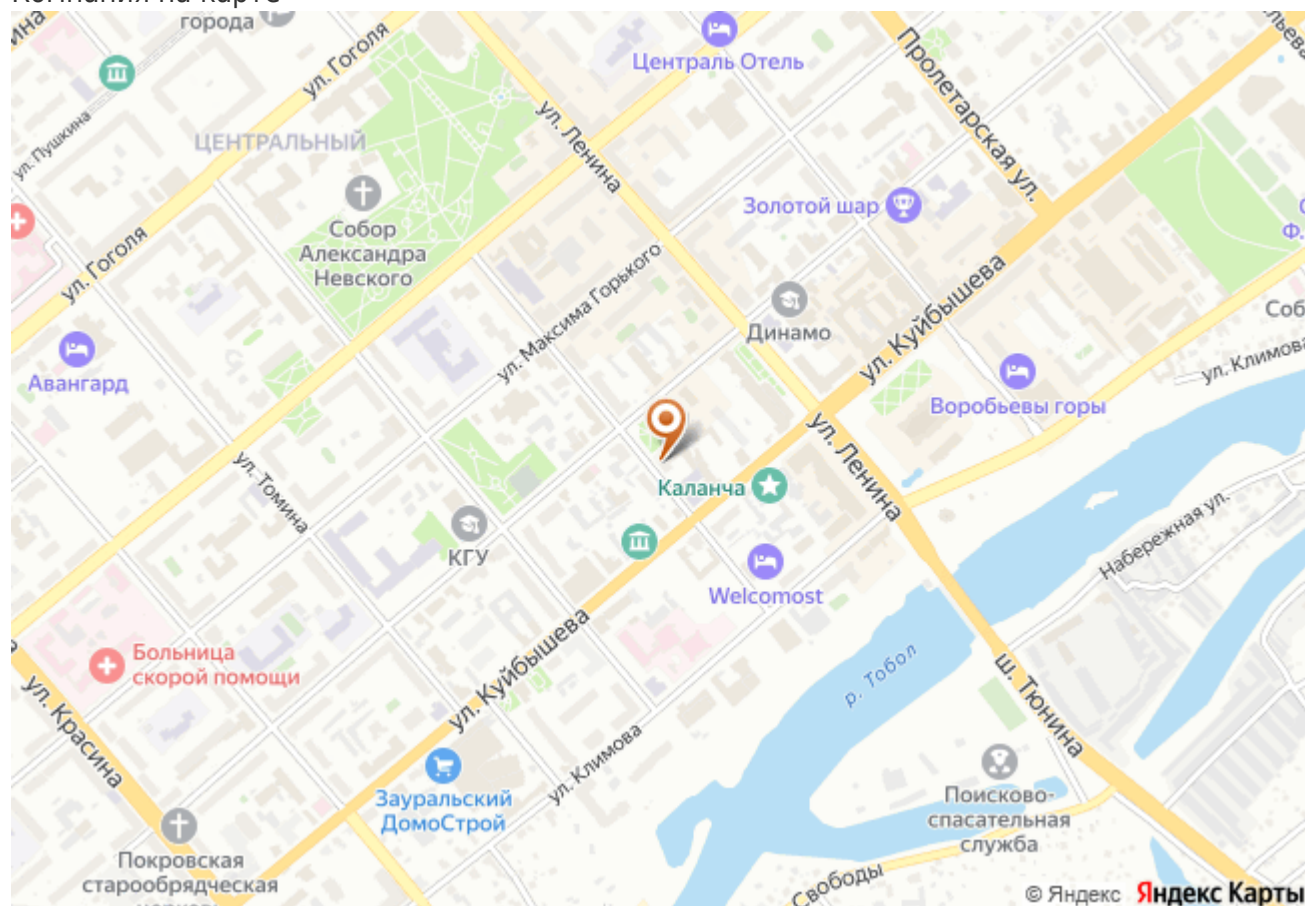 Компания на карте
города
ул. Гоголя
Централь Отель
Пролетарская ул.
ул. Пушкина
ЦЕНТРАЛЬНЫЙ
ул. Ленина
Золотой шар
Собор
Александра
Невского
ул. Гоголя
ул. Максима Горького
ул. Куйбышева
Динамо
ул. Климова
Авангард
Воробьевы горы
ул. Ленина
Каланча
ул. Томина
КГУ
Набережная ул.
Welcomost
Больница
скорой помощи
ул. Куйбышева
р. Тобол
ш. Тюнина
ул. Красина
ул. Климова
Зауральский
ДомоСтрой
Поисково-
спасательная
служба
Покровская
старообрядческая
Свободы
© Яндекс Яндекс Карты